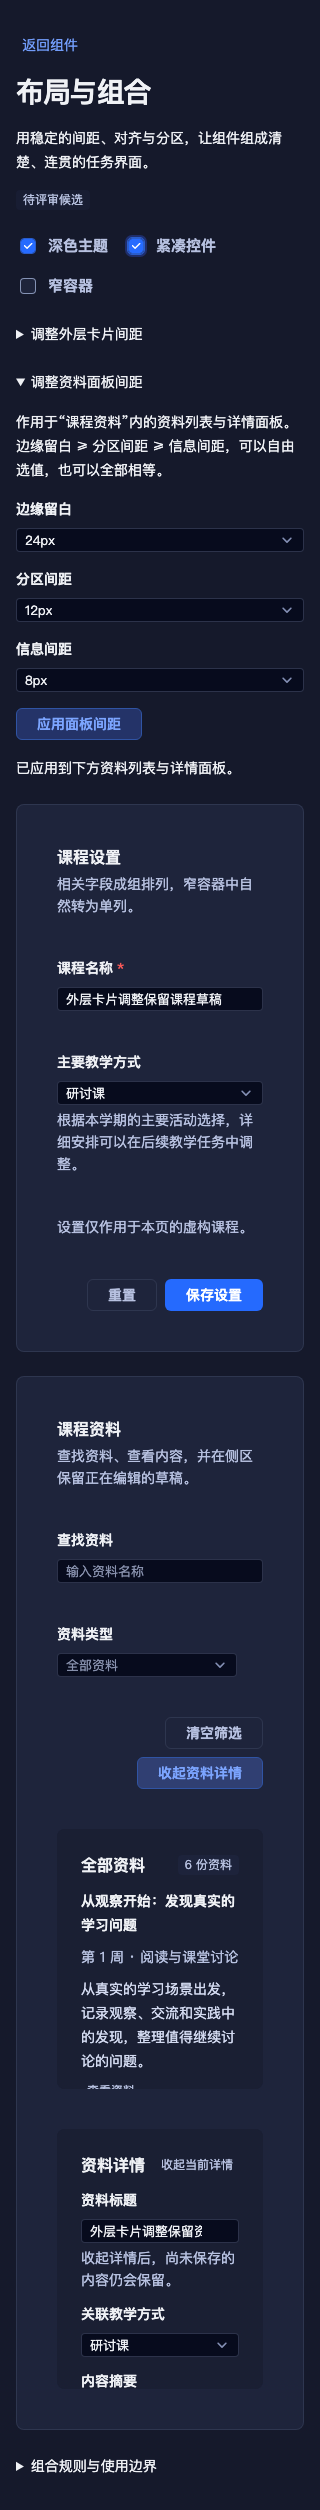 返回组件
布局与组合
用稳定的间距、对齐与分区，让组件组成清
楚、连贯的任务界面。
待评审候选
深色主题 紧凑控件
窄容器
调整外层卡片间距
调整资料面板间距
作用于“课程资料”内的资料列表与详情面板。
边缘留白 ≥ 分区间距 ≥ 信息间距，可以自由
选值，也可以全部相等。
边缘留白
24px
分区间距
12px
信息间距
8px
应用面板间距
已应用到下方资料列表与详情面板。
课程设置
相关字段成组排列，窄容器中自
然转为单列。
课程名称 *
外层卡片调整保留课程草稿
主要教学方式
研讨课
根据本学期的主要活动选择，详
细安排可以在后续教学任务中调
整。
设置仅作用于本页的虚构课程。
重置 保存设置
课程资料
查找资料、查看内容，并在侧区
保留正在编辑的草稿。
查找资料
输入资料名称
资料类型
全部资料
清空筛选
收起资料详情
全部资料 6 份资料
从观察开始：发现真实的
学习问题
第 1 周 · 阅读与课堂讨论
从真实的学习场景出发，
记录观察、交流和实践中
的发现，整理值得继续讨
论的问题。
查看资料
资料详情 收起当前详情
资料标题
外层卡片调整保留资
收起详情后，尚未保存的
内容仍会保留。
关联教学方式
研讨课
内容摘要
组合规则与使用边界